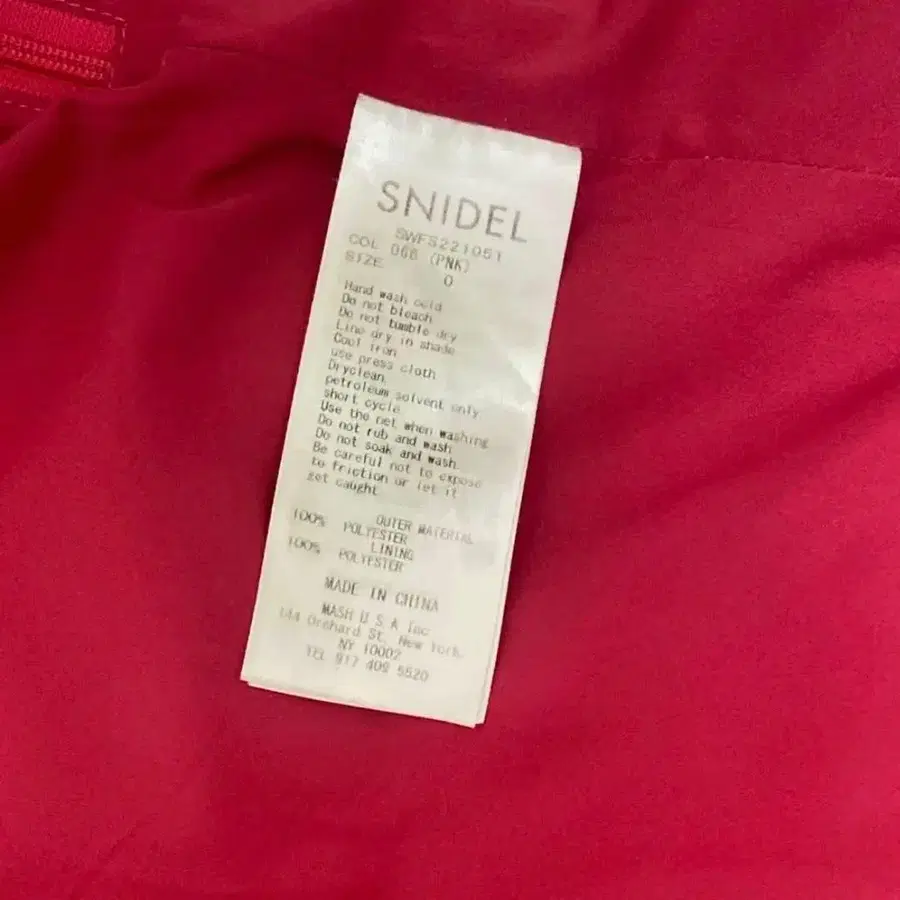 SNIDEL
SWFS221051
COL 066 (PNK)
SIZE 0
Hand wash cold
Do not bleach
Do not tumble dry
Line dry in shade
Cool iron
use press cloth
Dryclean,
petroleum solvent only
short cycle
Use the net when washing
Do not rub and wash
Do not soak and wash.
Be careful not to expose
to friction or let it
get caught
OUTER MATERIAL
100% POLYESTER
LINING
100% POLYESTER
MADE IN CHINA
MASH U S A Inc
144 Orchard St. New York.
NY 10002
TEL 917 409 5520